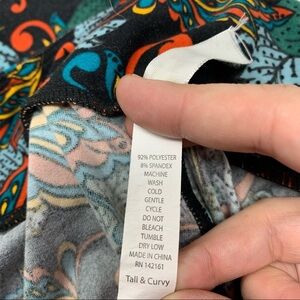 92% POLYESTER
8% SPANDEX
MACHINE
WASH
COLD
GENTLE
CYCLE
DO NOT
BLEACH
TUMBLE
DRY LOW
MADE IN CHINA
RN 142161
Tall & Curvy